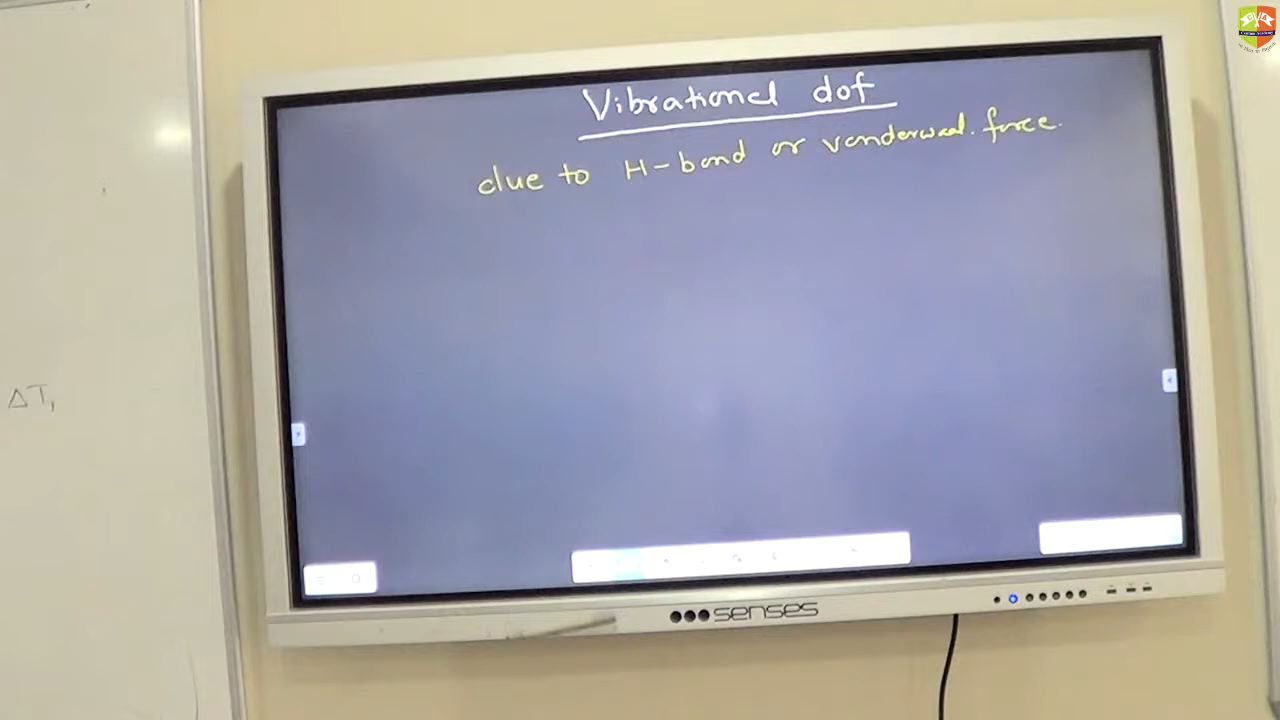 Vibrational dof
due to H-bond or vanderwaal. force.
ΔT,
senses